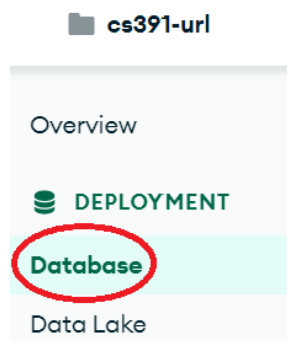 cs391-url
Overview
DEPLOYMENT
Database
Data Lake